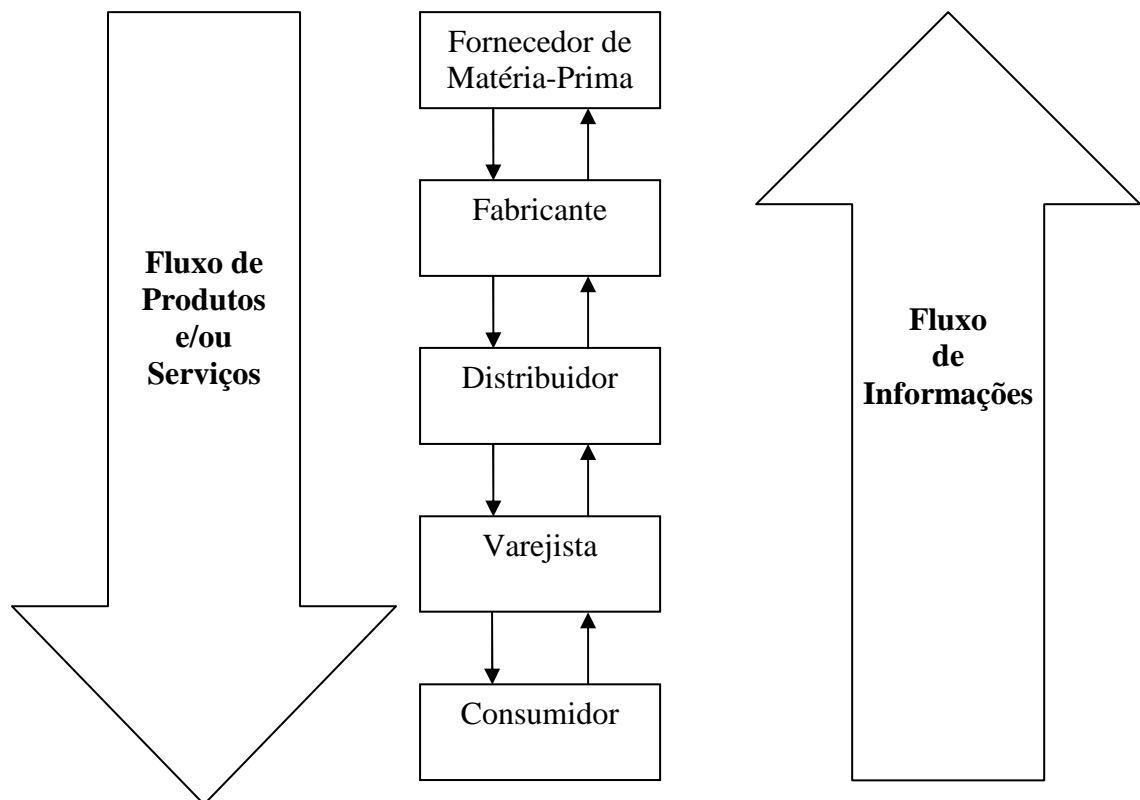 Fornecedor de
Matéria-Prima
Fabricante
Fluxo de
Produtos
e/ou
Serviços
Fluxo
de
Informações
Distribuidor
Varejista
Consumidor